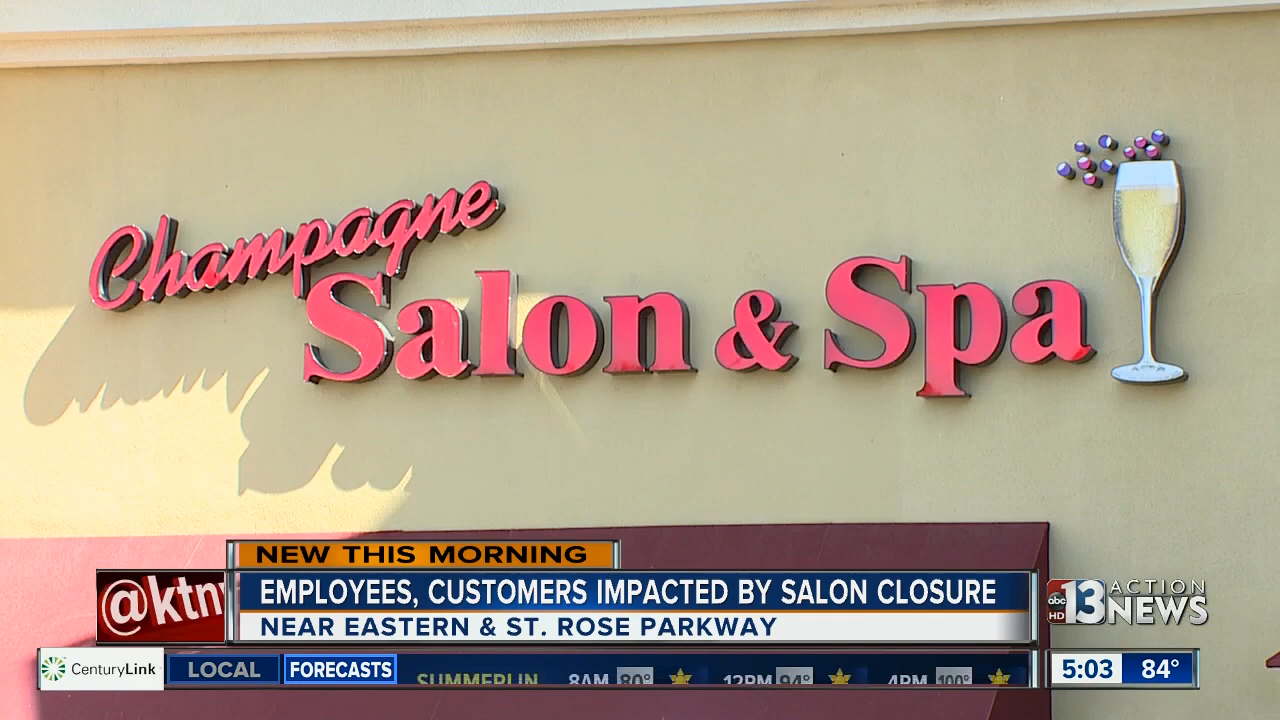 Champagne
Salon & Spa
NEW THIS MORNING
@ktn
EMPLOYEES, CUSTOMERS IMPACTED BY SALON CLOSURE
NEAR EASTERN & ST. ROSE PARKWAY
abc HD 13 ACTION NEWS
CenturyLink LOCAL FORECASTS SUMMERLIN 8AM 80° 12PM 94° 4PM 100° 5:03 84°